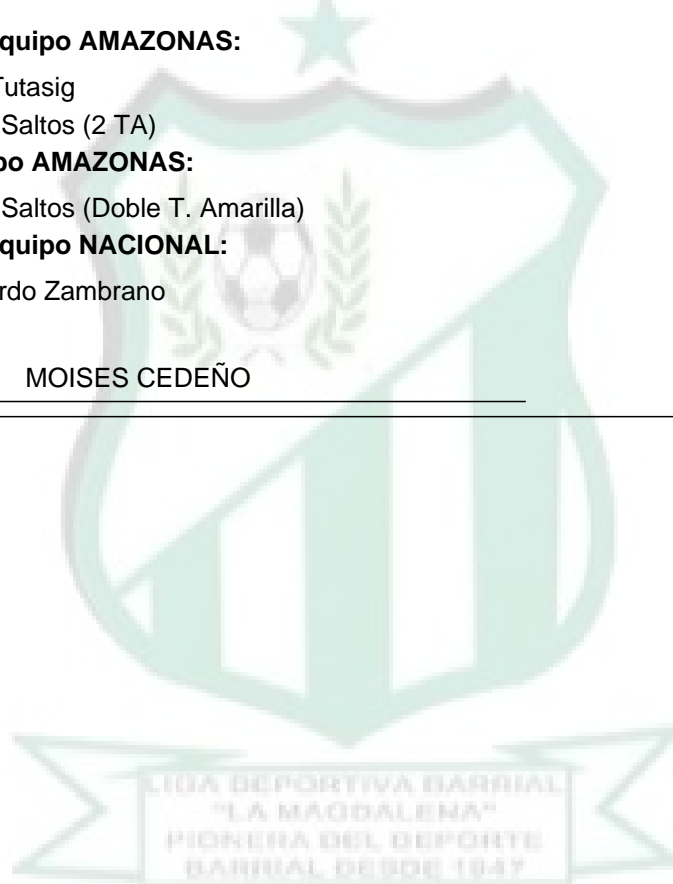 quipo AMAZONAS:
Tutasig
Saltos (2 TA)
po AMAZONAS:
Saltos (Doble T. Amarilla)
quipo NACIONAL:
rdo Zambrano
MOISES CEDEÑO
LIGA DEPORTIVA BARRIAL
"LA MAGDALENA"
PIONERA DEL DEPORTE
BARRIAL DESDE 1947